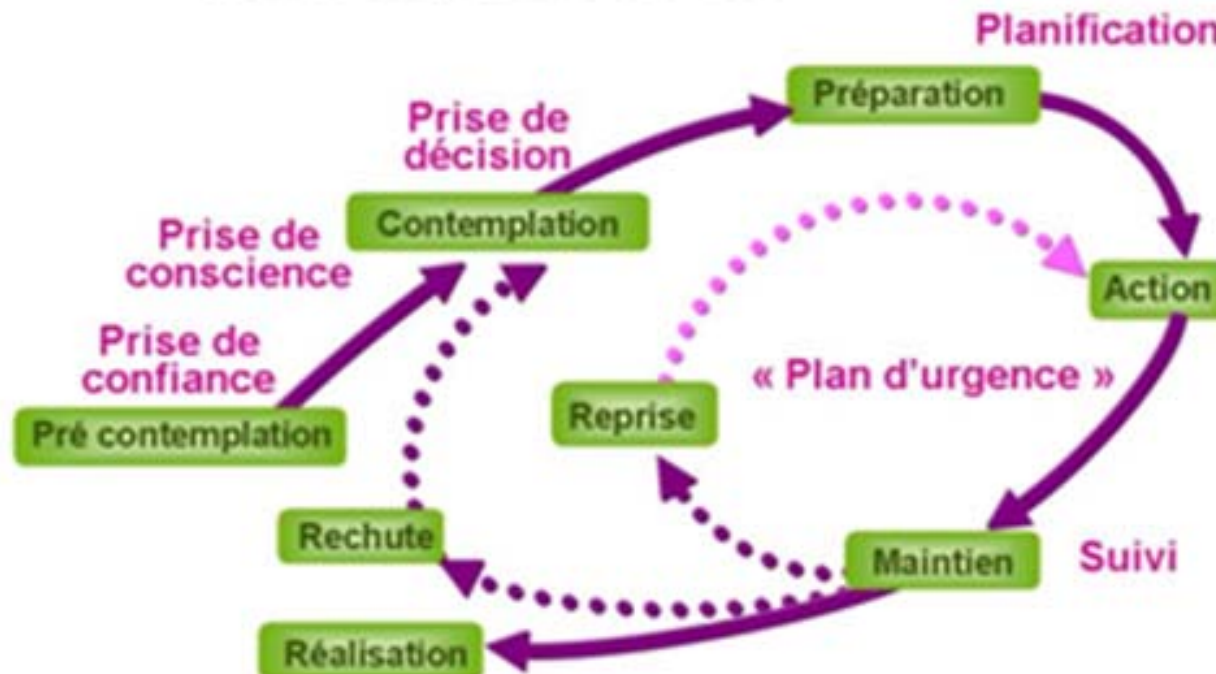 Planification
Préparation
Prise de
décision
Contemplation
Prise de
conscience
Action
Prise de
confiance
« Plan d'urgence »
Reprise
Pré contemplation
Rechute
Maintien
Suivi
Réalisation